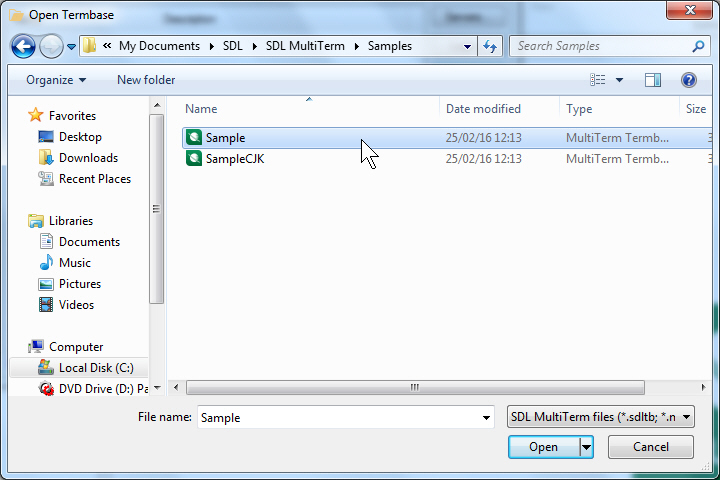 Open Termbase
« My Documents SDL SDL MultiTerm Samples
Search Samples
Organize New folder
Name Date modified Type Size
Favorites
Desktop
Downloads
Recent Places
Libraries
Documents
Music
Pictures
Videos
Computer
Local Disk (C:)
DVD Drive (D:) Pa
Sample 25/02/16 12:13 MultiTerm Termb... 3
SampleCJK 25/02/16 12:13 MultiTerm Termb... 3
File name: Sample
SDL MultiTerm files (*.sdltb; *.n
Open Cancel